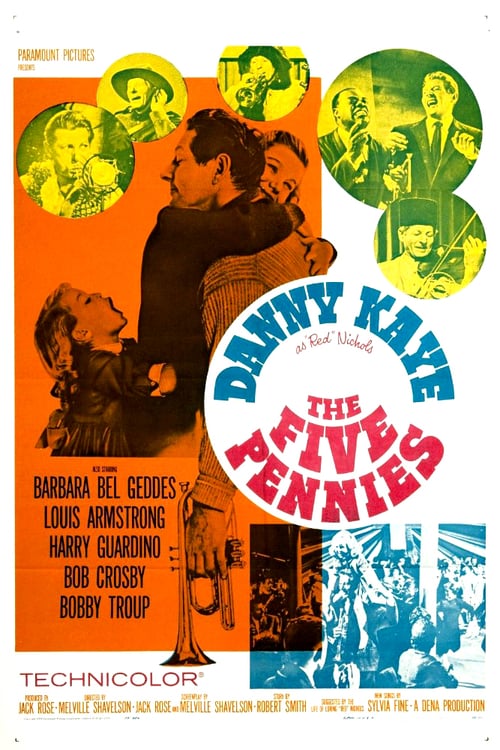 PARAMOUNT PICTURES
PRESENTS
DANNY KAYE
as "Red" Nichols
THE
FIVE
PENNIES
ALSO STARRING
BARBARA BEL GEDDES
LOUIS ARMSTRONG
HARRY GUARDINO
BOB CROSBY
BOBBY TROUP
TECHNICOLOR®
PRODUCED BY JACK ROSE • DIRECTED BY MELVILLE SHAVELSON • SCREENPLAY BY JACK ROSE AND MELVILLE SHAVELSON • STORY BY ROBERT SMITH • SUGGESTED BY THE LIFE OF LORING "RED" NICHOLS • NEW SONGS BY SYLVIA FINE • A DENA PRODUCTION